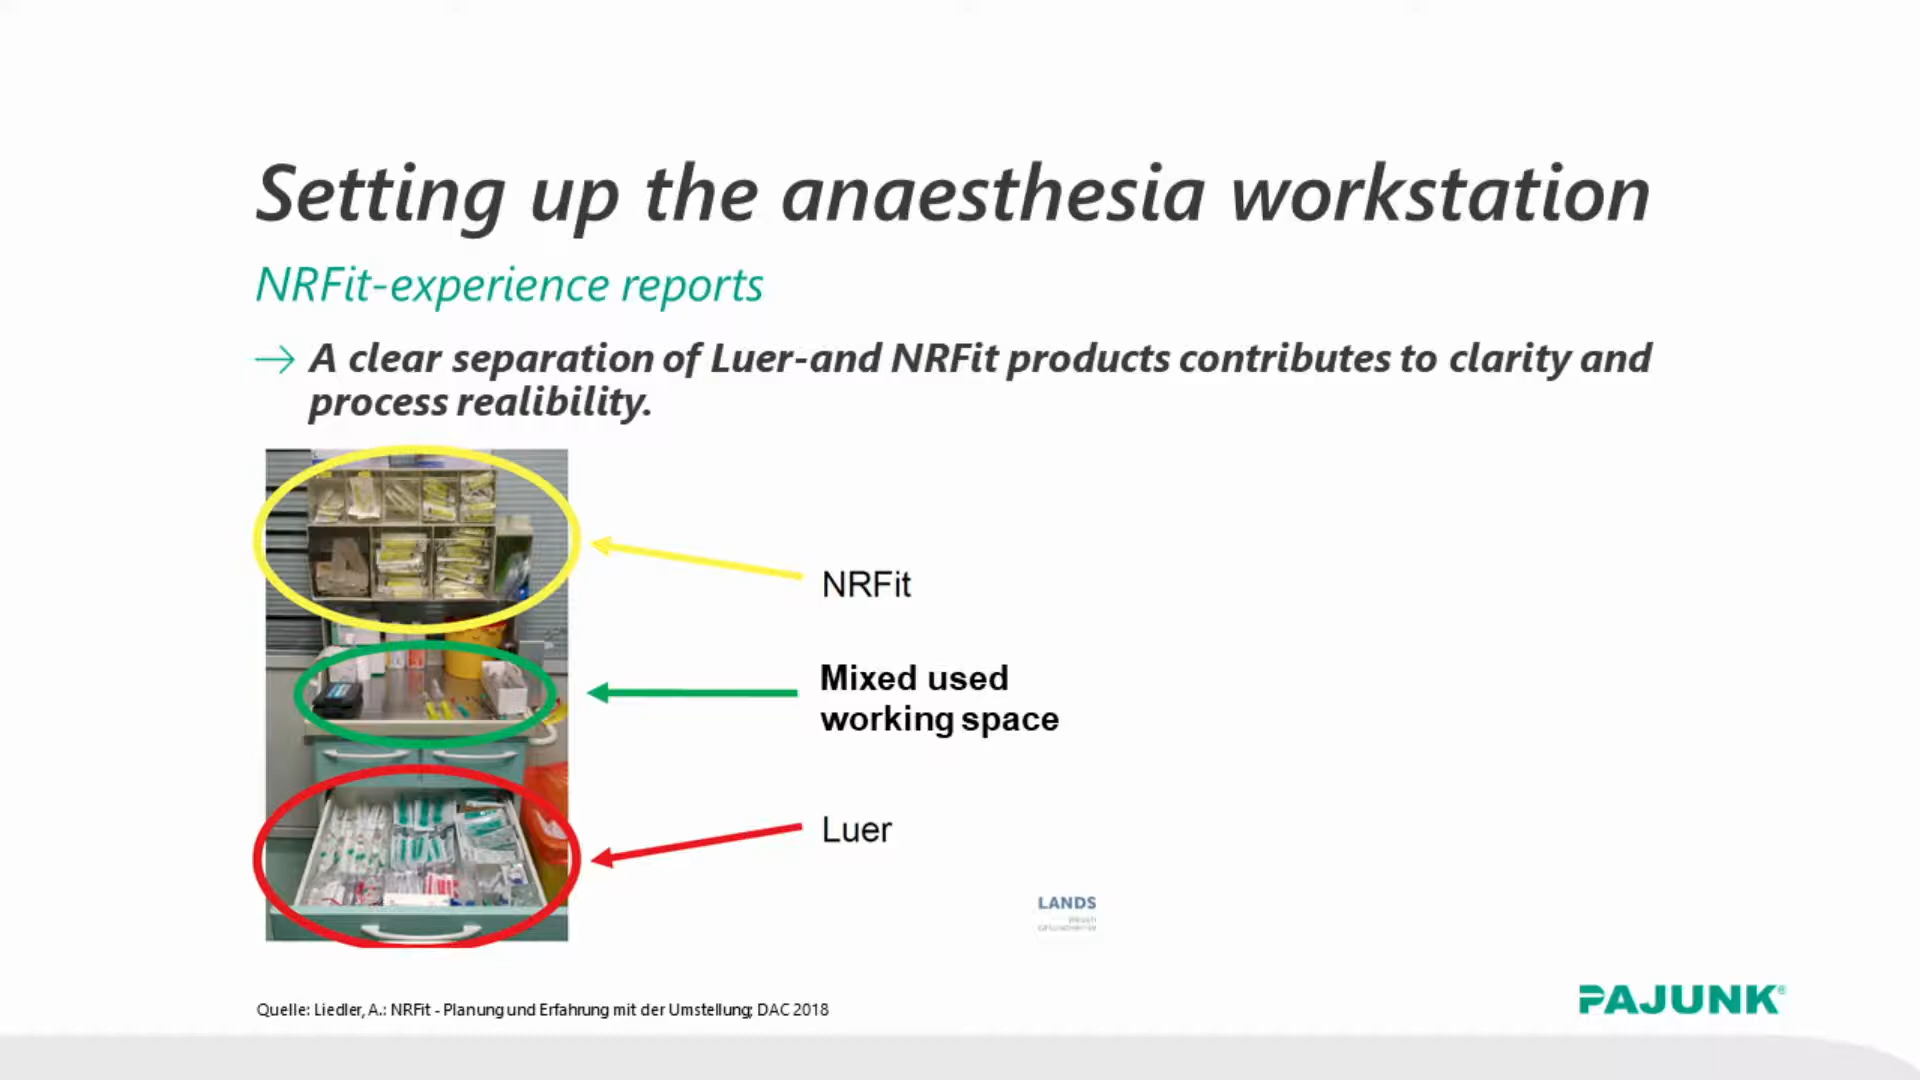 Setting up the anaesthesia workstation
NRFit-experience reports
→ A clear separation of Luer-and NRFit products contributes to clarity and
process realibility.
NRFit
Mixed used
working space
Luer
LANDS
Quelle: Liedler, A.: NRFit - Planung und Erfahrung mit der Umstellung; DAC 2018
PAJUNK®